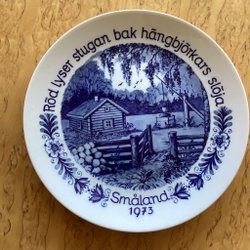 Röd lyser stugan bak hängbjörkars slöja
Småland
1973